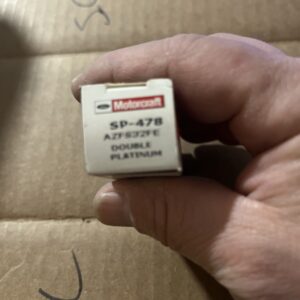 Motorcraft
SP-478
AZFS32FE
DOUBLE
PLATINUM